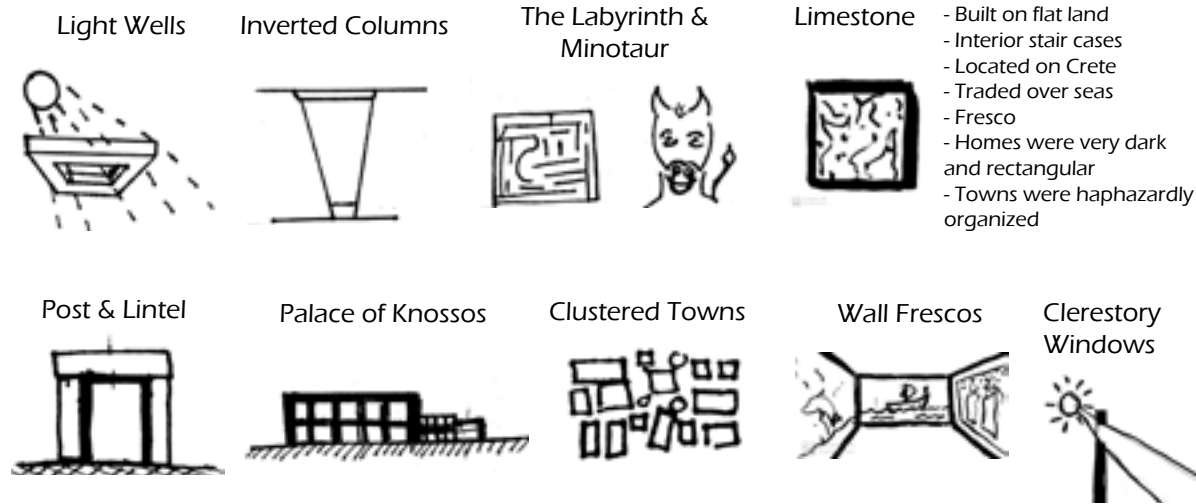 Light Wells
Inverted Columns
The Labyrinth &
Minotaur
Limestone
- Built on flat land
- Interior stair cases
- Located on Crete
- Traded over seas
- Fresco
- Homes were very dark
and rectangular
- Towns were haphazardly
organized
Post & Lintel
Palace of Knossos
Clustered Towns
Wall Frescos
Clerestory
Windows